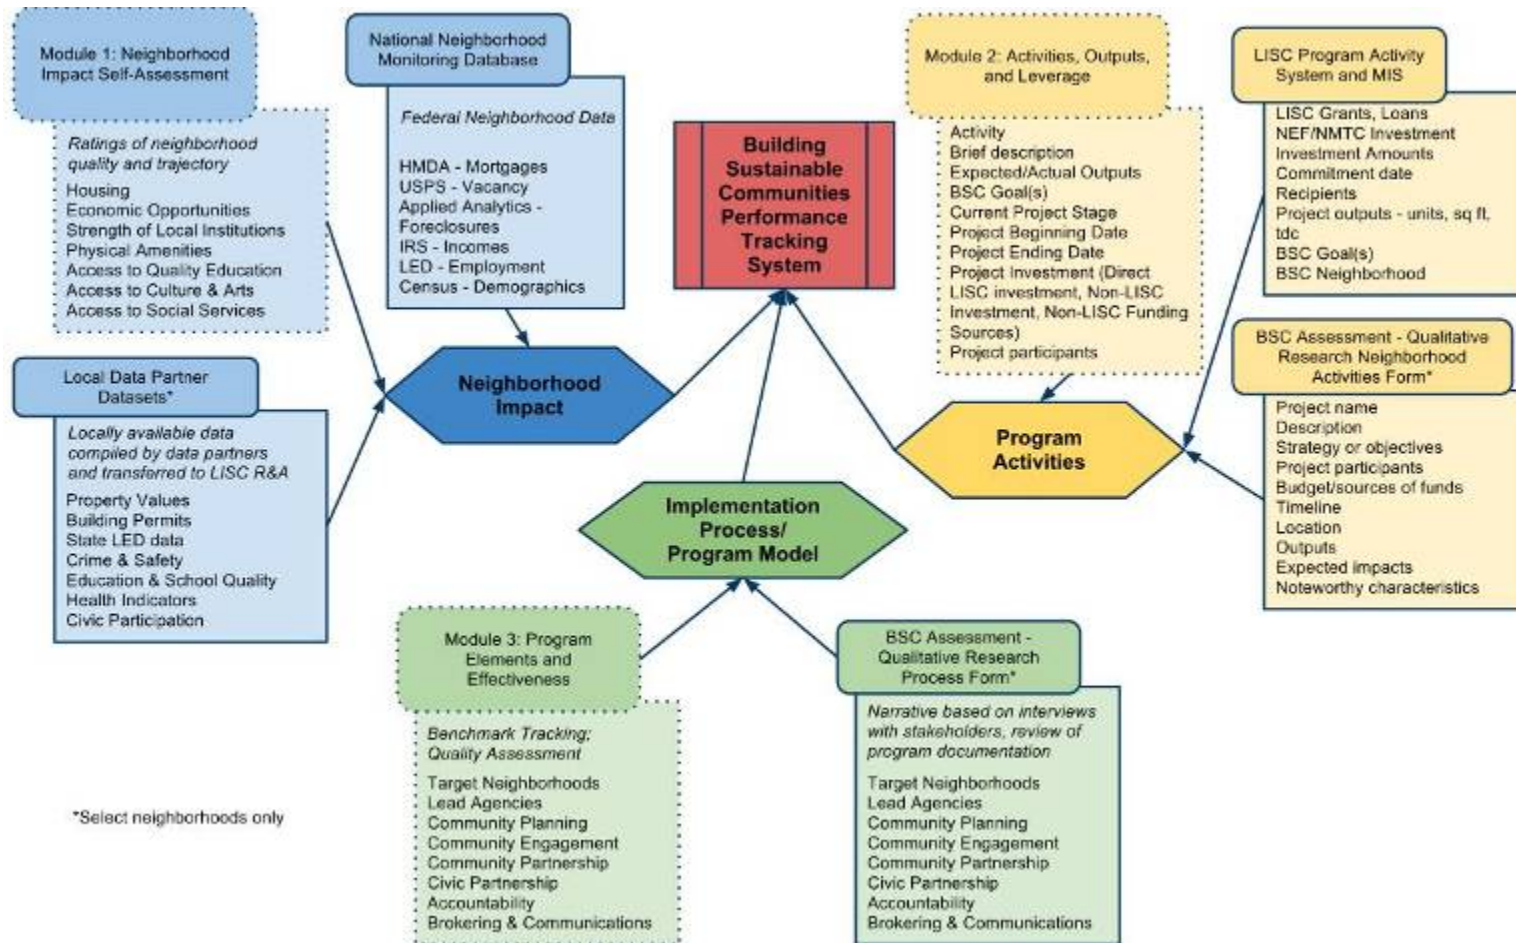 Module 1: Neighborhood
Impact Self-Assessment
Ratings of neighborhood
quality and trajectory
Housing
Economic Opportunities
Strength of Local Institutions
Physical Amenities
Access to Quality Education
Access to Culture & Arts
Access to Social Services
National Neighborhood
Monitoring Database
Federal Neighborhood Data
HMDA - Mortgages
USPS - Vacancy
Applied Analytics -
Foreclosures
IRS - Incomes
LED - Employment
Census - Demographics
Building
Sustainable
Communities
Performance
Tracking
System
Module 2: Activities, Outputs,
and Leverage
Activity
Brief description
Expected/Actual Outputs
BSC Goal(s)
Current Project Stage
Project Beginning Date
Project Ending Date
Project Investment (Direct
LISC investment, Non-LISC
Investment, Non-LISC Funding
Sources)
Project participants
LISC Program Activity
System and MIS
LISC Grants, Loans
NEF/NMTC Investment
Investment Amounts
Commitment date
Recipients
Project outputs - units, sq ft,
tdc
BSC Goal(s)
BSC Neighborhood
Local Data Partner
Datasets*
Locally available data
compiled by data partners
and transferred to LISC R&A
Property Values
Building Permits
State LED data
Crime & Safety
Education & School Quality
Health Indicators
Civic Participation
Neighborhood
Impact
Program
Activities
BSC Assessment - Qualitative
Research Neighborhood
Activities Form*
Project name
Description
Strategy or objectives
Project participants
Budget/sources of funds
Timeline
Location
Outputs
Expected impacts
Noteworthy characteristics
Implementation
Process/
Program Model
Module 3: Program
Elements and
Effectiveness
Benchmark Tracking;
Quality Assessment
Target Neighborhoods
Lead Agencies
Community Planning
Community Engagement
Community Partnership
Civic Partnership
Accountability
Brokering & Communications
BSC Assessment -
Qualitative Research
Process Form*
Narrative based on interviews
with stakeholders, review of
program documentation
Target Neighborhoods
Lead Agencies
Community Planning
Community Engagement
Community Partnership
Civic Partnership
Accountability
Brokering & Communications
*Select neighborhoods only